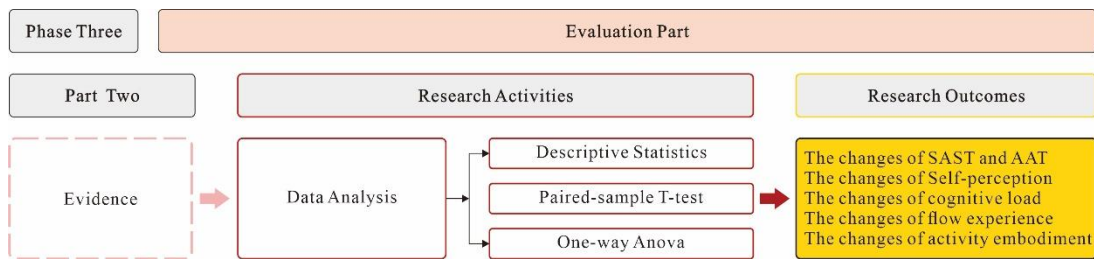 Phase Three
Evaluation Part
Part Two
Research Activities
Research Outcomes
Evidence
Data Analysis
Descriptive Statistics
Paired-sample T-test
One-way Anova
The changes of SAST and AAT
The changes of Self-perception
The changes of cognitive load
The changes of flow experience
The changes of activity embodiment